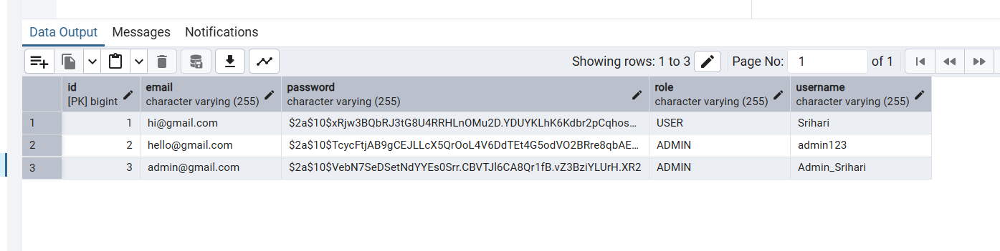 Data Output Messages Notifications
Showing rows: 1 to 3 Page No: 1 of 1
id email password role username
[PK] bigint character varying (255) character varying (255) character varying (255) character varying (255)
1 1 hi@gmail.com $2a$10$xRjw3BQbRJ3tG8U4RRHLnOMu2D.YDUYKLhK6Kdbr2pCqhos... USER Srihari
2 2 hello@gmail.com $2a$10$TcycFtjAB9gCEJLLcX5QrOoL4V6DdTEt4G5odVO2BRre8qbAE... ADMIN admin123
3 3 admin@gmail.com $2a$10$VebN7SeDSetNdYYEs0Srr.CBVTJl6CA8Qr1fB.vZ3BziYLUrH.XR2 ADMIN Admin_Srihari